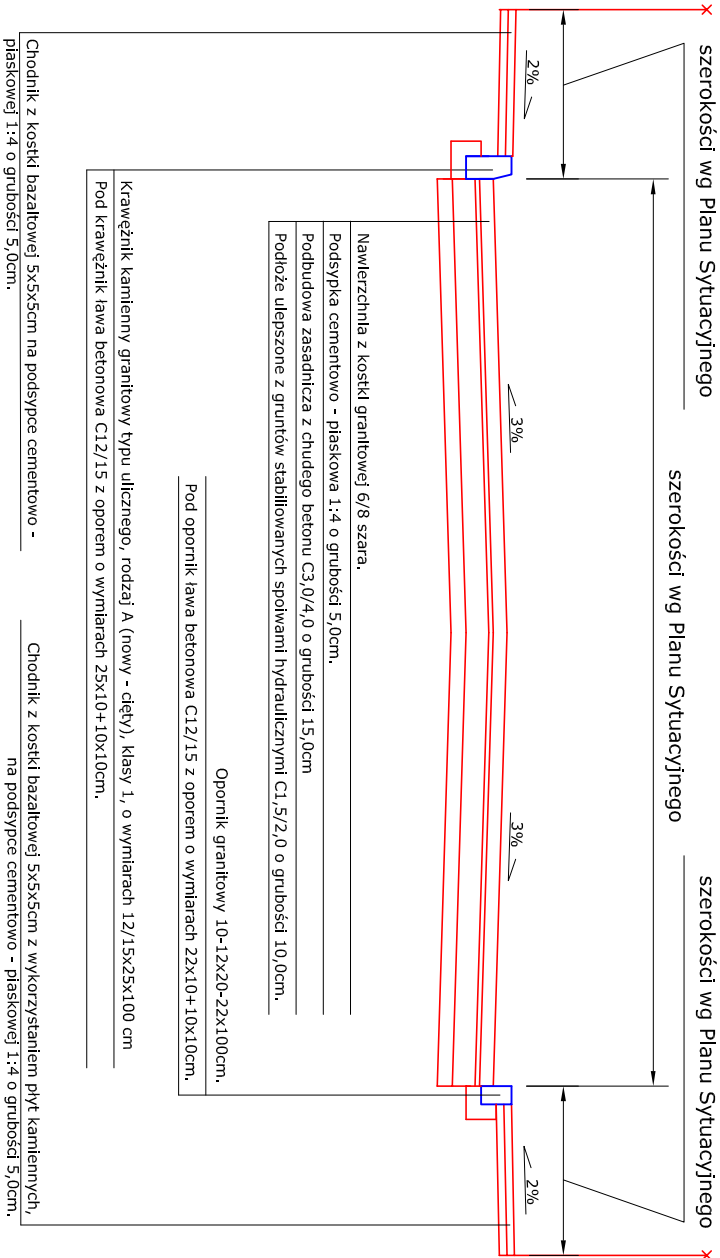 szerokości wg Planu Sytuacyjnego
szerokości wg Planu Sytuacyjnego
szerokości wg Planu Sytuacyjnego
2%
3%
3%
2%
Nawierzchnia z kostki granitowej 6/8 szara.
Podsypka cementowo - piaskowa 1:4 o grubości 5,0cm.
Podbudowa zasadnicza z chudego betonu C3,0/4,0 o grubości 15,0cm
Podłoże ulepszone z gruntów stabiliowanych spoiwami hydraulicznymi C1,5/2,0 o grubości 10,0cm.
Opornik granitowy 10-12x20-22x100cm.
Pod opornik ława betonowa C12/15 z oporem o wymiarach 22x10+10x10cm.
Krawężnik kamienny granitowy typu ulicznego, rodzaj A (nowy - cięty), klasy 1, o wymiarach 12/15x25x100 cm
Pod krawężnik ława betonowa C12/15 z oporem o wymiarach 25x10+10x10cm.
Chodnik z kostki bazaltowej 5x5x5cm na podsypce cementowo -
piaskowej 1:4 o grubości 5,0cm.
Chodnik z kostki bazaltowej 5x5x5cm z wykorzystaniem płyt kamiennych,
na podsypce cementowo - piaskowej 1:4 o grubości 5,0cm.